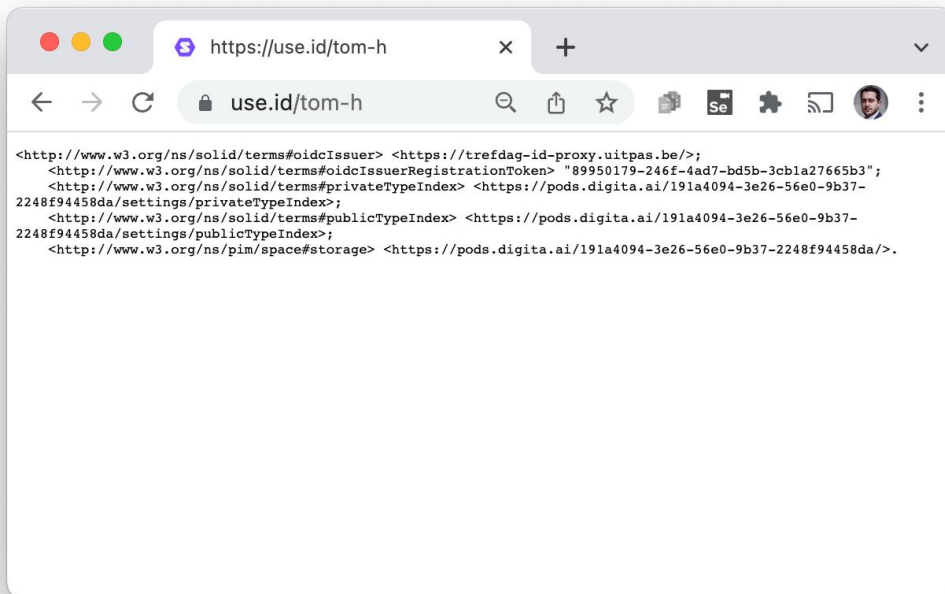 https://use.id/tom-h
use.id/tom-h
Se
<http://www.w3.org/ns/solid/terms#oidcIssuer> <https://trefdag-id-proxy.uitpas.be/>;
<http://www.w3.org/ns/solid/terms#oidcIssuerRegistrationToken> "89950179-246f-4ad7-bd5b-3cb1a27665b3";
<http://www.w3.org/ns/solid/terms#privateTypeIndex> <https://pods.digita.ai/191a4094-3e26-56e0-9b37-
2248f94458da/settings/privateTypeIndex>;
<http://www.w3.org/ns/solid/terms#publicTypeIndex> <https://pods.digita.ai/191a4094-3e26-56e0-9b37-
2248f94458da/settings/publicTypeIndex>;
<http://www.w3.org/ns/pim/space#storage> <https://pods.digita.ai/191a4094-3e26-56e0-9b37-2248f94458da/>.